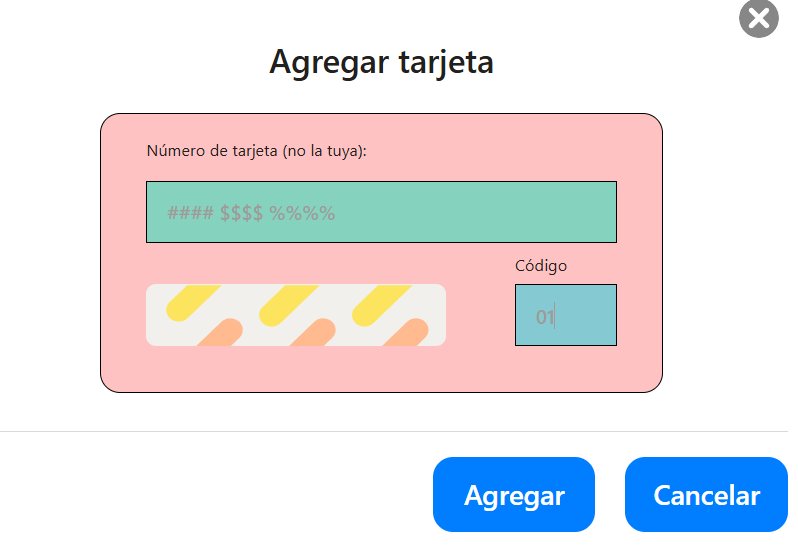 Agregar tarjeta
Número de tarjeta (no la tuya):
#### $$$$ %%%%
Código
01
Agregar
Cancelar